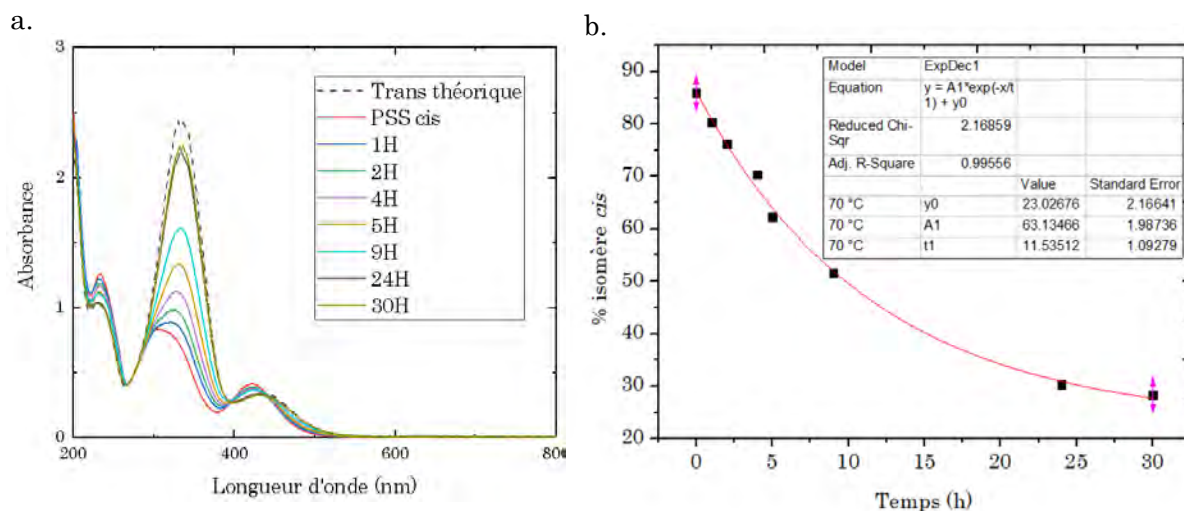 a.
3
2
1
0
Absorbance
200
400
600
800
Longueur d'onde (nm)
Trans théorique
PSS cis
1H
2H
4H
5H
9H
24H
30H
b.
90
80
70
60
50
40
30
20
% isomère cis
0
5
10
15
20
25
30
Temps (h)
Model ExpDec1
Equation y = A1*exp(-x/t
1) + y0
Reduced Chi-
Sqr 2.16859
Adj. R-Square 0.99556
Value Standard Error
70 °C y0 23.02676 2.16641
70 °C A1 63.13466 1.98736
70 °C t1 11.53512 1.09279